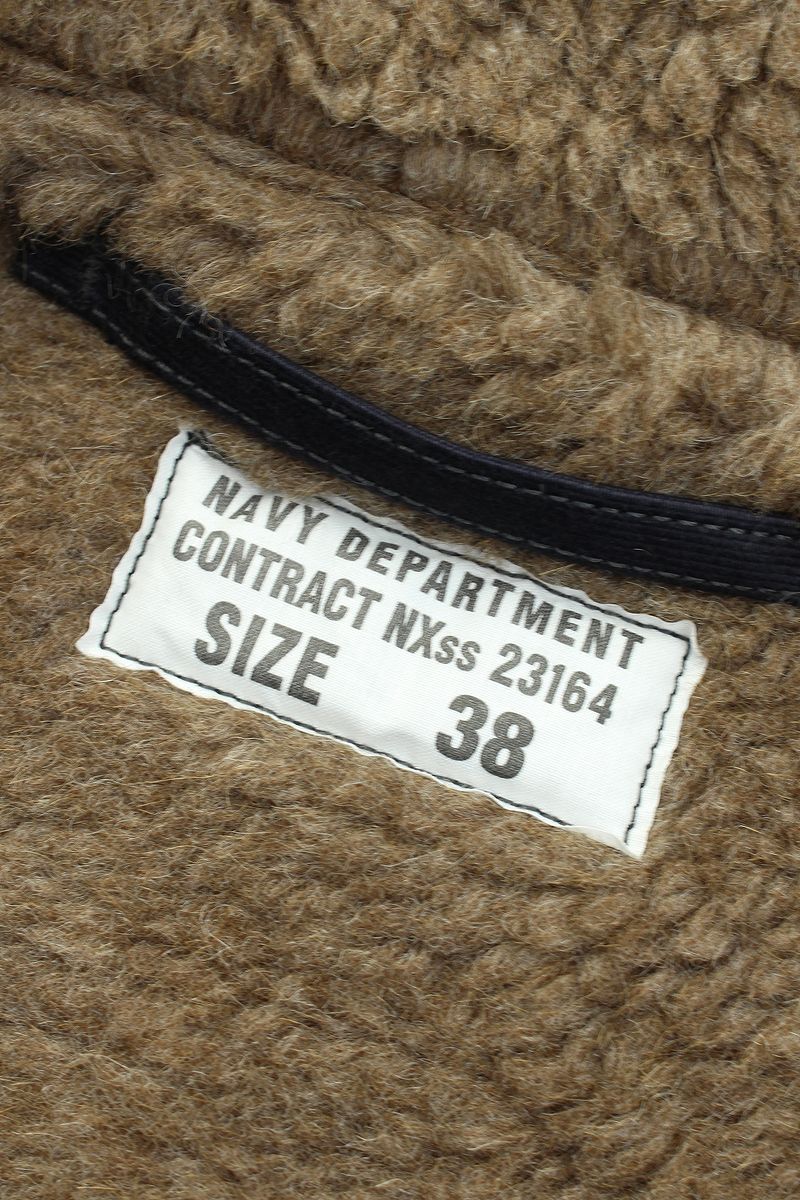 NAVY DEPARTMENT
CONTRACT NXss 23164
SIZE 38